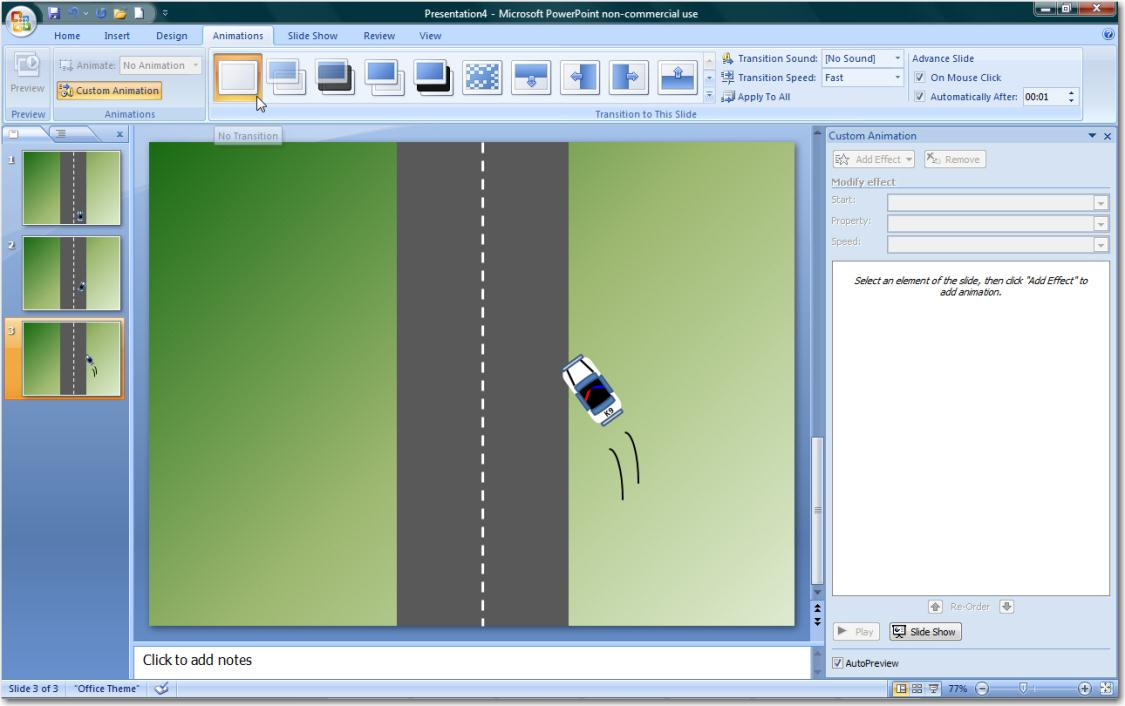 Presentation4 - Microsoft PowerPoint non-commercial use
Home Insert Design Animations Slide Show Review View
Preview
Animate: No Animation
Custom Animation
Transition Sound: [No Sound]
Transition Speed: Fast
Apply To All
Advance Slide
On Mouse Click
Automatically After: 00:01
Preview Animations Transition to This Slide
No Transition
1
2
3
K9
Custom Animation
Add Effect Remove
Modify effect
Start:
Property:
Speed:
Select an element of the slide, then click "Add Effect" to
add animation.
Re-Order
Play Slide Show
AutoPreview
Click to add notes
Slide 3 of 3 "Office Theme" 77%